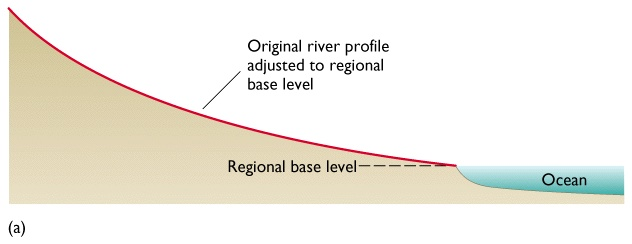 Original river profile
adjusted to regional
base level
Regional base level
Ocean
(a)